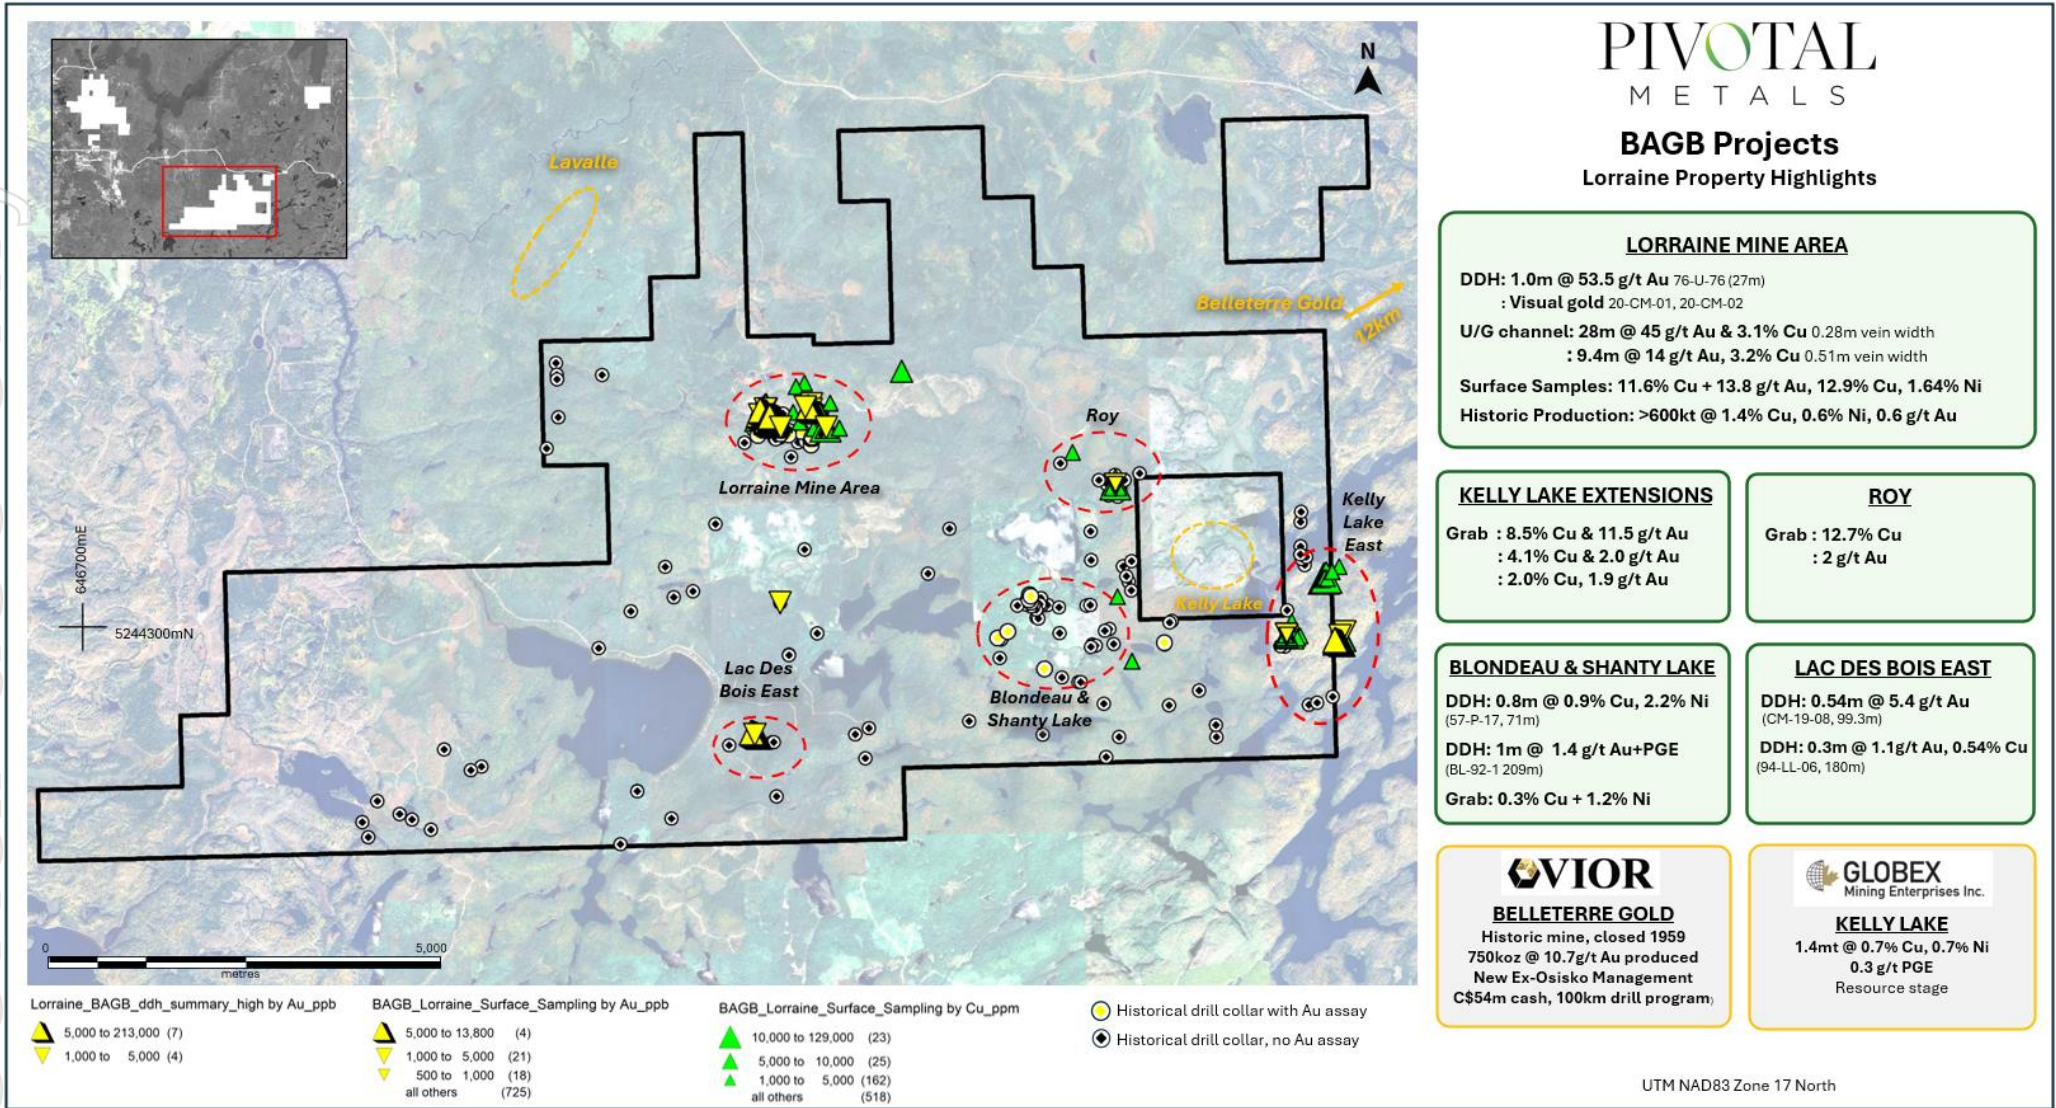 PIVOTAL
METALS
BAGB Projects
Lorraine Property Highlights
N
Lavalle
Belleterre Gold
12km
Roy
Lorraine Mine Area
Kelly
Lake
East
Kelly Lake
Lac Des
Bois East
Blondeau &
Shanty Lake
646700mE
5244300mN
0 5,000
metres
LORRAINE MINE AREA
DDH: 1.0m @ 53.5 g/t Au 76-U-76 (27m)
: Visual gold 20-CM-01, 20-CM-02
U/G channel: 28m @ 45 g/t Au & 3.1% Cu 0.28m vein width
: 9.4m @ 14 g/t Au, 3.2% Cu 0.51m vein width
Surface Samples: 11.6% Cu + 13.8 g/t Au, 12.9% Cu, 1.64% Ni
Historic Production: >600kt @ 1.4% Cu, 0.6% Ni, 0.6 g/t Au
KELLY LAKE EXTENSIONS
Grab : 8.5% Cu & 11.5 g/t Au
: 4.1% Cu & 2.0 g/t Au
: 2.0% Cu, 1.9 g/t Au
ROY
Grab : 12.7% Cu
: 2 g/t Au
BLONDEAU & SHANTY LAKE
DDH: 0.8m @ 0.9% Cu, 2.2% Ni
(57-P-17, 71m)
DDH: 1m @ 1.4 g/t Au+PGE
(BL-92-1 209m)
Grab: 0.3% Cu + 1.2% Ni
LAC DES BOIS EAST
DDH: 0.54m @ 5.4 g/t Au
(CM-19-08, 99.3m)
DDH: 0.3m @ 1.1g/t Au, 0.54% Cu
(94-LL-06, 180m)
VIOR
BELLETERRE GOLD
Historic mine, closed 1959
750koz @ 10.7g/t Au produced
New Ex-Osisko Management
C$54m cash, 100km drill program)
GLOBEX
Mining Enterprises Inc.
KELLY LAKE
1.4mt @ 0.7% Cu, 0.7% Ni
0.3 g/t PGE
Resource stage
Lorraine_BAGB_ddh_summary_high by Au_ppb
5,000 to 213,000 (7)
1,000 to 5,000 (4)
BAGB_Lorraine_Surface_Sampling by Au_ppb
5,000 to 13,800 (4)
1,000 to 5,000 (21)
500 to 1,000 (18)
all others (725)
BAGB_Lorraine_Surface_Sampling by Cu_ppm
10,000 to 129,000 (23)
5,000 to 10,000 (25)
1,000 to 5,000 (162)
all others (518)
Historical drill collar with Au assay
Historical drill collar, no Au assay
UTM NAD83 Zone 17 North